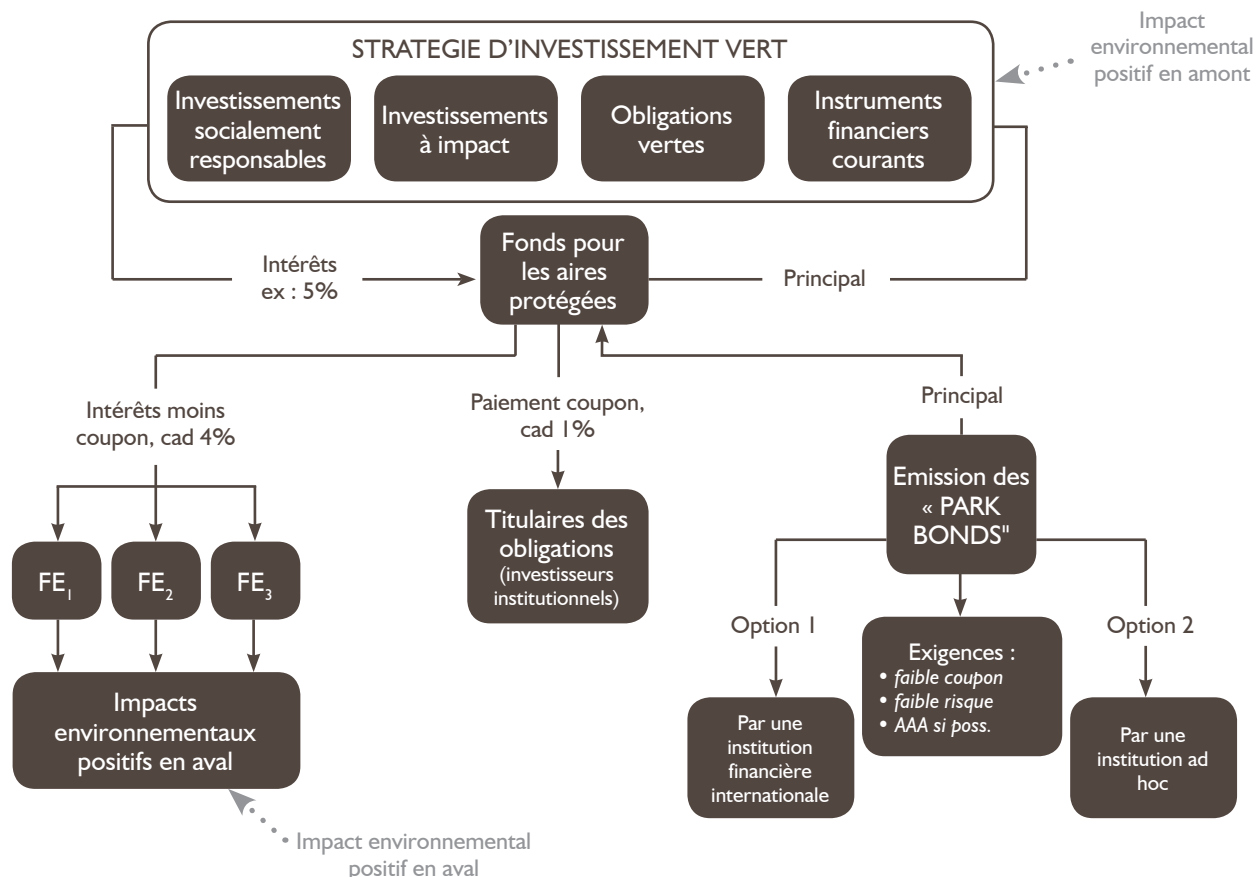 Impact
environnemental
positif en amont
STRATEGIE D'INVESTISSEMENT VERT
Investissements
socialement
responsables
Investissements
à impact
Obligations
vertes
Instruments
financiers
courants
Intérêts
ex : 5%
Fonds pour
les aires
protégées
Principal
Intérêts moins
coupon, cad 4%
Paiement coupon,
cad 1%
Principal
Emission des
« PARK
BONDS"
FE1
FE2
FE3
Titulaires des
obligations
(investisseurs
institutionnels)
Option 1
Option 2
Exigences :
• faible coupon
• faible risque
• AAA si poss.
Impacts
environnementaux
positifs en aval
Par une
institution
financière
internationale
Par une
institution ad
hoc
Impact environnemental
positif en aval